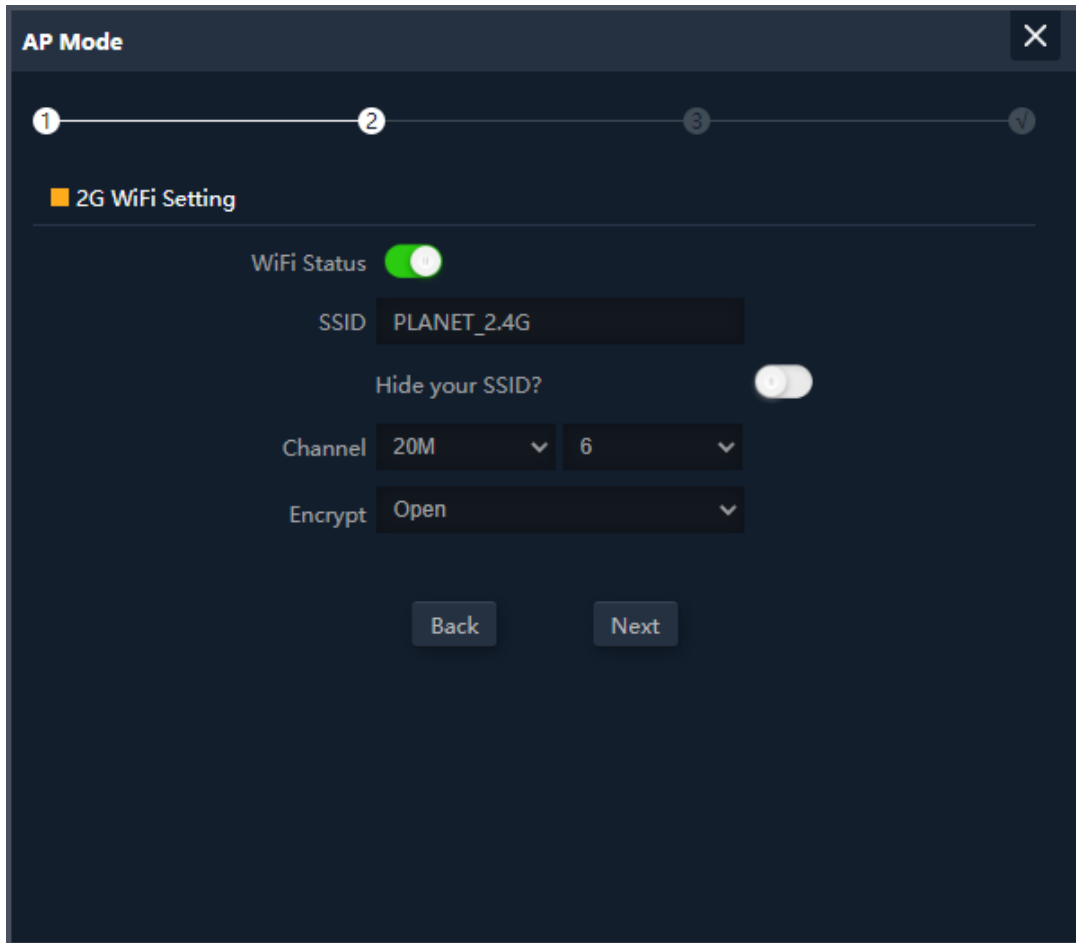 AP Mode
1 2 3 √
2G WiFi Setting
WiFi Status
SSID PLANET_2.4G
Hide your SSID?
Channel 20M 6
Encrypt Open
Back Next